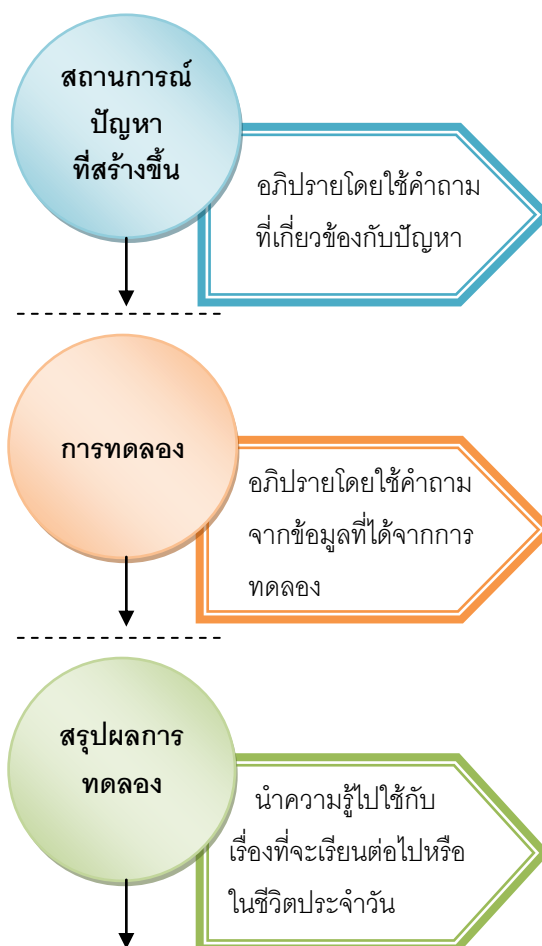 สถานการณ์
ปัญหา
ที่สร้างขึ้น
อภิปรายโดยใช้คำถาม
ที่เกี่ยวข้องกับปัญหา
การทดลอง
อภิปรายโดยใช้คำถาม
จากข้อมูลที่ได้จากการ
ทดลอง
สรุปผลการ
ทดลอง
นำความรู้ไปใช้กับ
เรื่องที่จะเรียนต่อไปหรือ
ในชีวิตประจำวัน